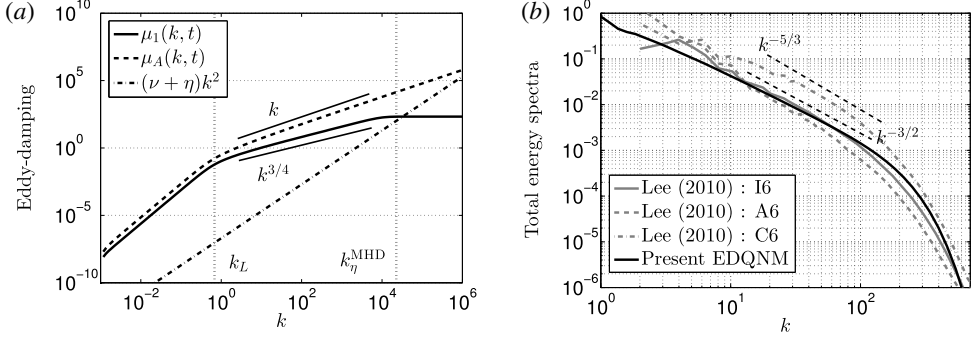 (a)
10^10
10^5
10^0
10^−5
10^−10
Eddy-damping
μ_1(k, t)
μ_A(k, t)
(ν + η)k^2
k
k^{3/4}
k_L
k_η^MHD
10^−2
10^0
10^2
10^4
10^6
k
(b)
10^0
10^−1
10^−2
10^−3
10^−4
10^−5
10^−6
Total energy spectra
k^{−5/3}
k^{−3/2}
Lee (2010) : I6
Lee (2010) : A6
Lee (2010) : C6
Present EDQNM
10^0
10^1
10^2
k